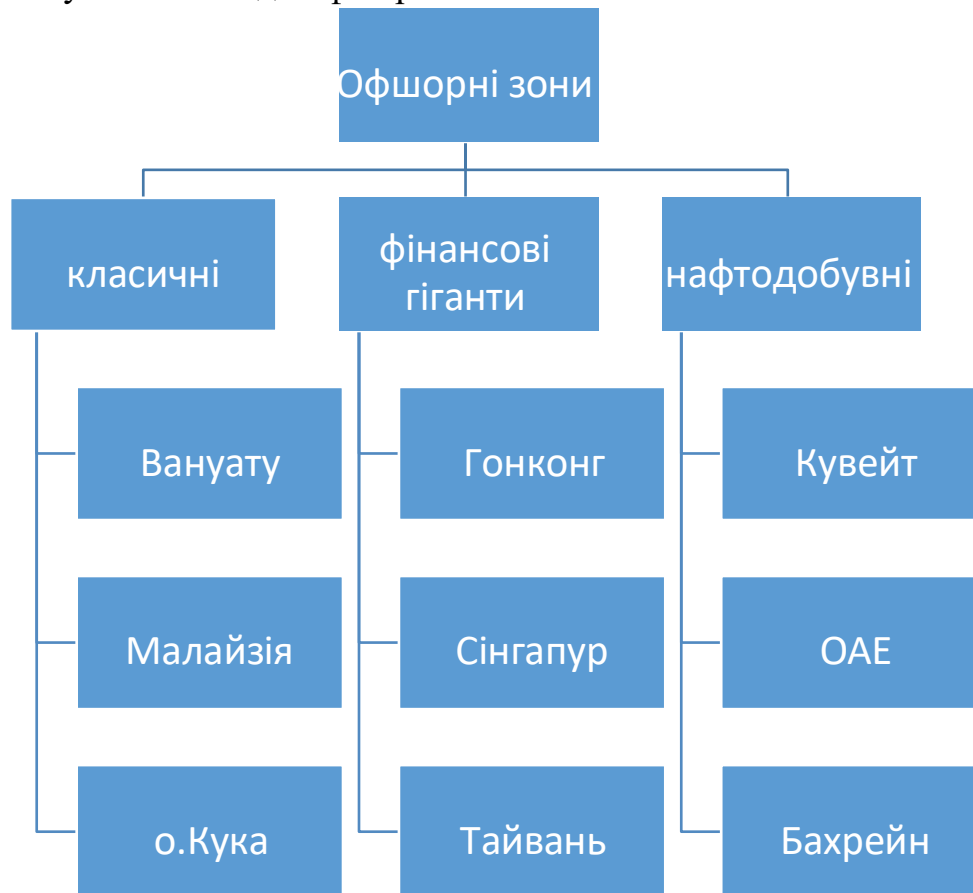 Офшорні зони
класичні
фінансові
гіганти
нафтодобувні
Вануату
Гонконг
Кувейт
Малайзія
Сінгапур
ОАЕ
о.Кука
Тайвань
Бахрейн